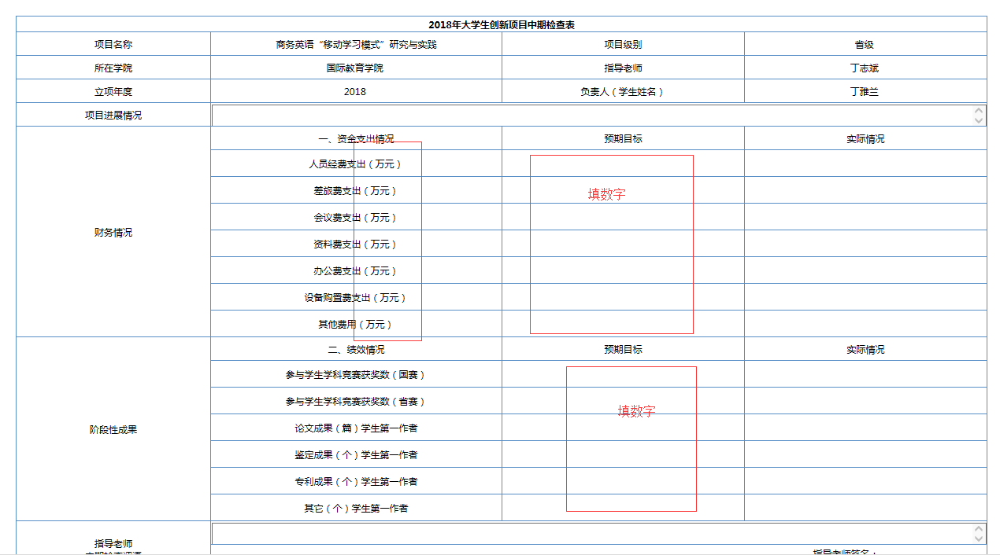 2018年大学生创新项目中期检查表
项目名称 商务英语“移动学习模式”研究与实践 项目级别 省级
所在学院 国际教育学院 指导老师 丁志斌
立项年度 2018 负责人（学生姓名） 丁雅兰
项目进展情况
财务情况
一、资金支出情况 预期目标 实际情况
人员经费支出（万元）
差旅费支出（万元）
填数字
会议费支出（万元）
资料费支出（万元）
办公费支出（万元）
设备购置费支出（万元）
其他费用（万元）
阶段性成果
二、绩效情况 预期目标 实际情况
参与学生学科竞赛获奖数（国赛）
参与学生学科竞赛获奖数（省赛）
填数字
论文成果（篇）学生第一作者
鉴定成果（个）学生第一作者
专利成果（个）学生第一作者
其它（个）学生第一作者
指导老师
指导老师签名：